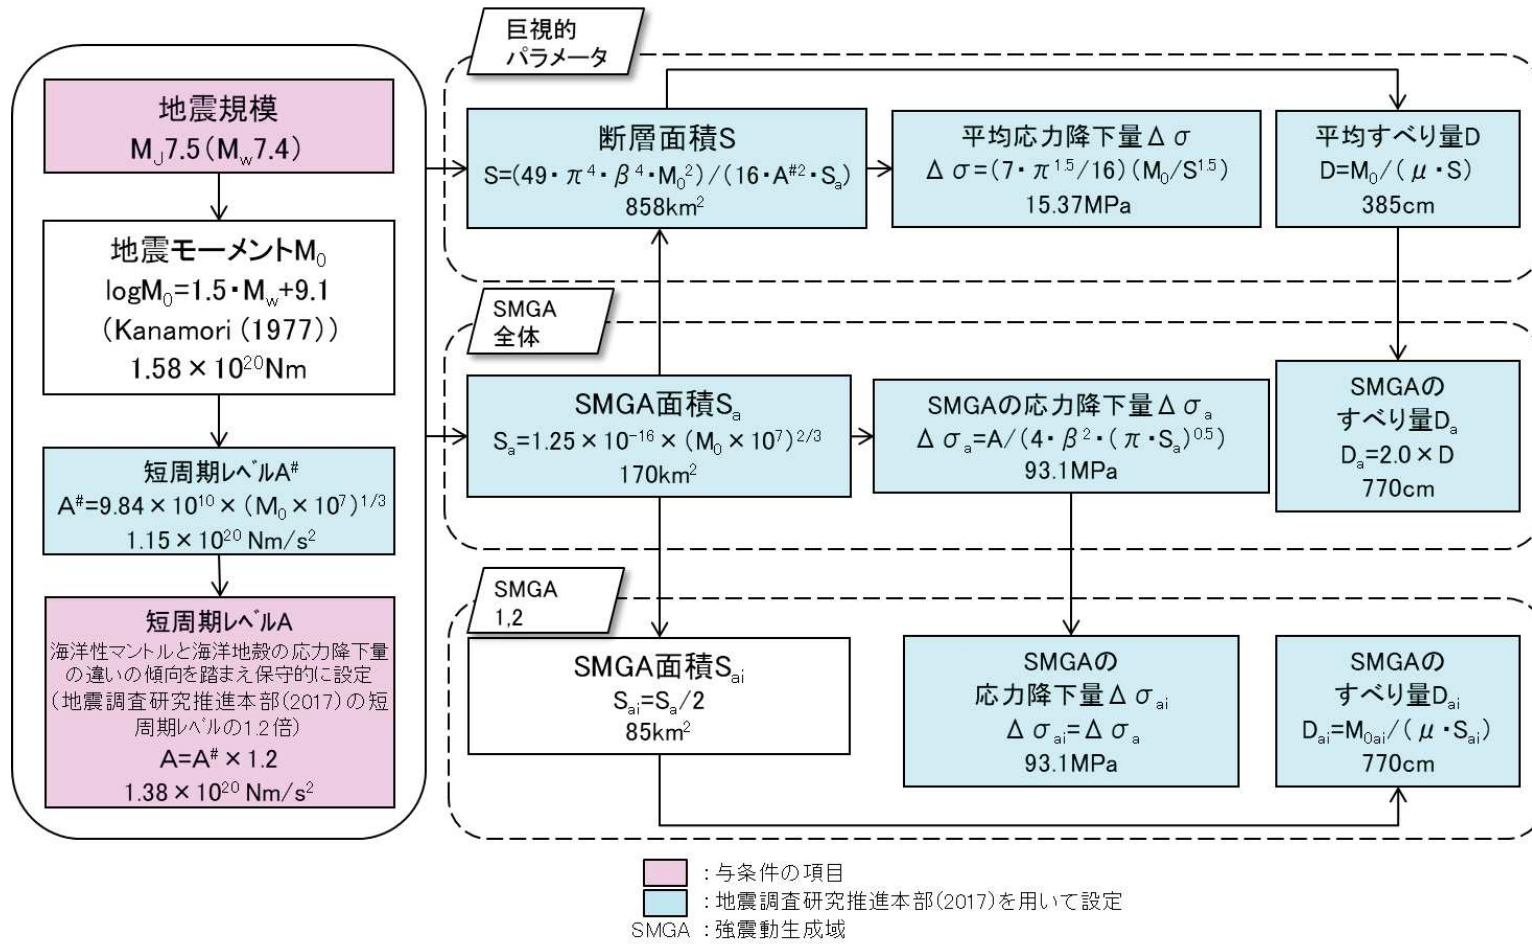 地震規模
MJ7.5(Mw7.4)
地震モーメントM0
logM0=1.5・Mw+9.1
(Kanamori(1977))
1.58×10²⁰Nm
短周期レベルA#
A#=9.84×10¹⁰×(M0×10⁷)1/3
1.15×10²⁰ Nm/s²
短周期レベルA
海洋性マントルと海洋地殻の応力降下量
の違いの傾向を踏まえ保守的に設定
(地震調査研究推進本部(2017)の短
周期レベルの1.2倍)
A=A#×1.2
1.38×10²⁰ Nm/s²
巨視的
パラメータ
断層面積S
S=(49・π⁴・β⁴・M0²)/(16・A#²・Sa)
858km²
平均応力降下量Δσ
Δσ=(7・π1.5/16)(M0/S1.5)
15.37MPa
平均すべり量D
D=M0/(μ・S)
385cm
SMGA
全体
SMGA面積Sa
Sa=1.25×10⁻¹⁶×(M0×10⁷)2/3
170km²
SMGAの応力降下量Δσa
Δσa=A/(4・β²・(π・Sa)0.5)
93.1MPa
SMGAの
すべり量Da
Da=2.0×D
770cm
SMGA
1,2
SMGA面積Sai
Sai=Sa/2
85km²
SMGAの
応力降下量Δσai
Δσai=Δσa
93.1MPa
SMGAの
すべり量Dai
Dai=M0ai/(μ・Sai)
770cm
:与条件の項目
:地震調査研究推進本部(2017)を用いて設定
SMGA:強震動生成域